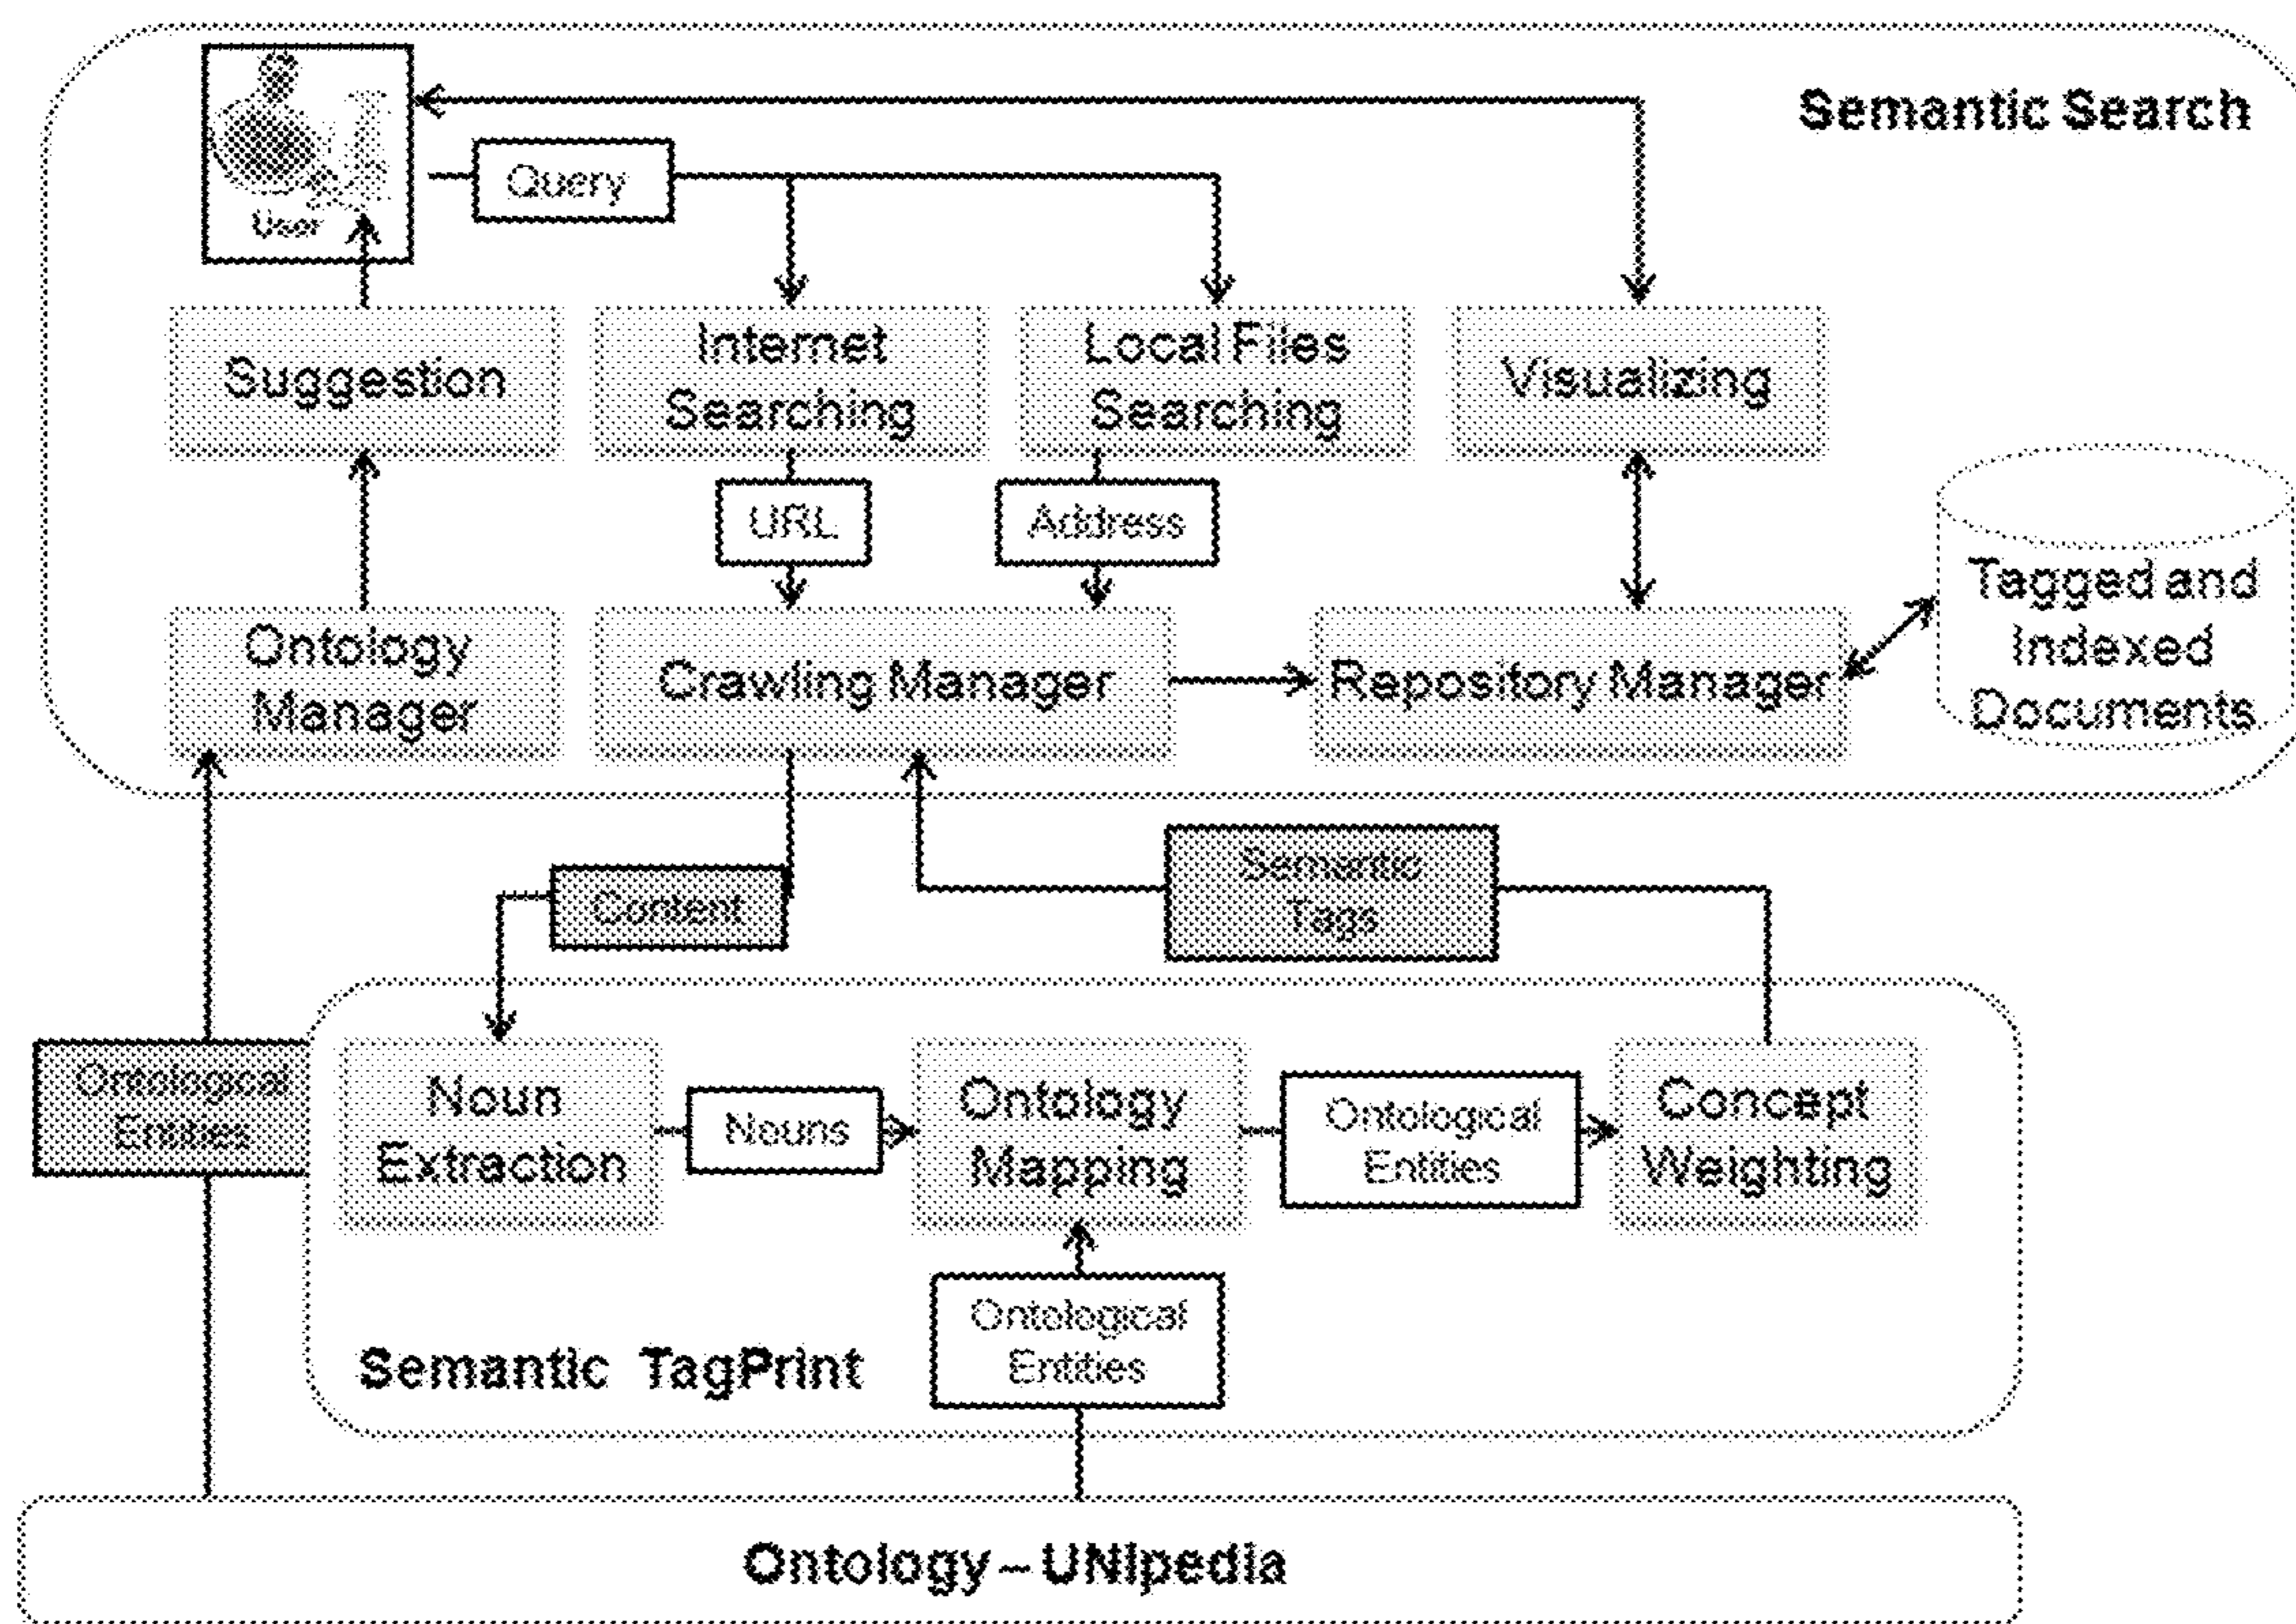 Semantic Search
Query
User
Suggestion
Internet
Searching
Local Files
Searching
Visualizing
URL
Address
Tagged and
Indexed
Documents
Ontology
Manager
Crawling Manager
Repository Manager
Content
Semantic
Tags
Ontological
Entities
Noun
Extraction
Nouns
Ontology
Mapping
Ontological
Entities
Concept
Weighting
Ontological
Entities
Semantic TagPrint
Ontology – UNIpedia